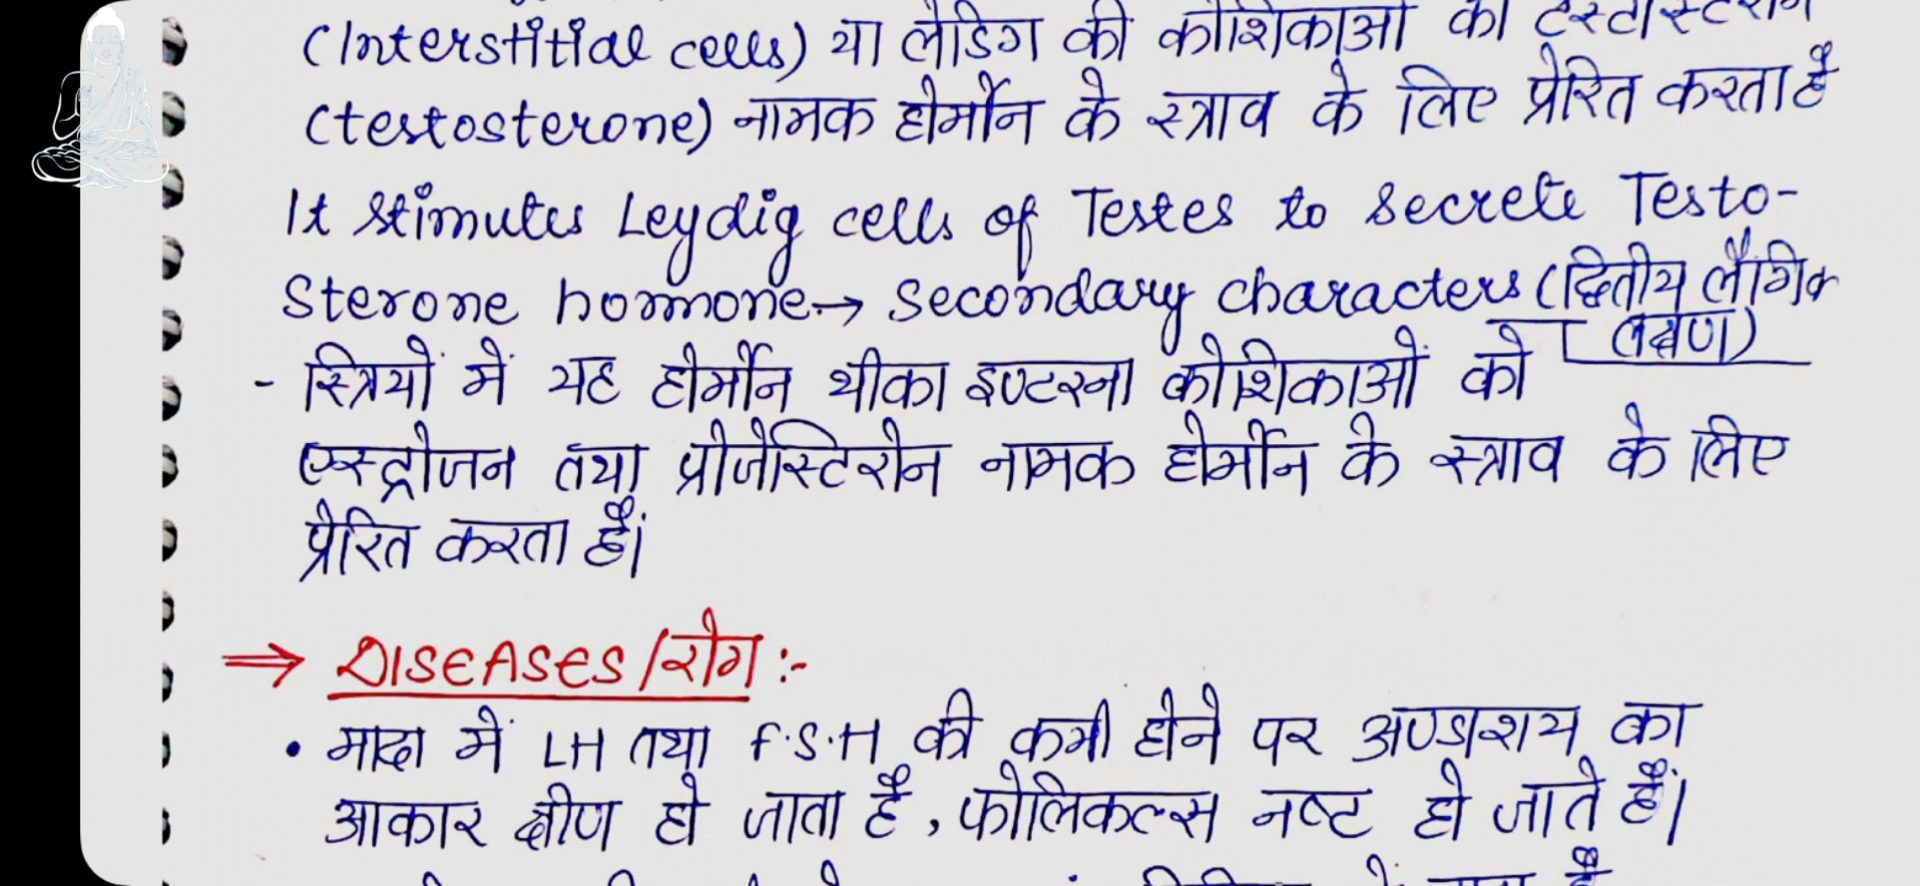 (Interstitial cells) या लैडिग की कोशिकाओं को टेस्टोस्टेरोन
(testosterone) नामक हॉर्मोन के स्त्राव के लिए प्रेरित करता है
It stimutes Leydig cells of Testes to secrete Testo-
Sterone hormone→ Secondary characters (द्वितीय लैंगिक
लक्षण)
- स्त्रियों में यह हॉर्मोन थीका इण्टरना कोशिकाओं को
एस्ट्रोजन तथा प्रोजेस्टिरोन नामक हॉर्मोन के स्त्राव के लिए
प्रेरित करता है।
⇒ DISEASES/रोग :-
• मादा में LH तथा F.S.H की कमी होने पर अण्डाशय का
आकार क्षीण हो जाता है, फोलिकल्स नष्ट हो जाते हैं।